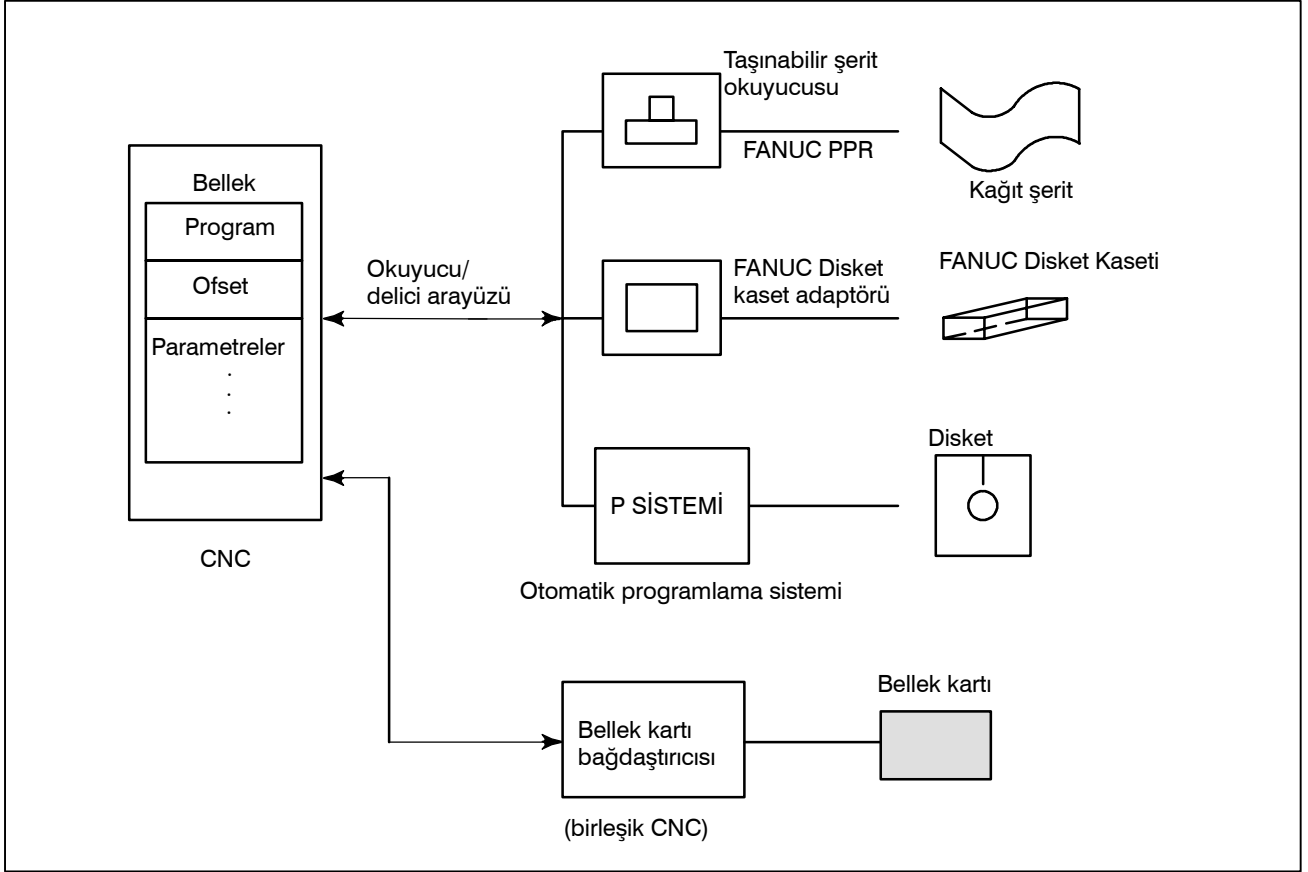 Taşınabilir şerit
okuyucusu
FANUC PPR
Kağıt şerit
Bellek
Program
Ofset
Parametreler
.
.
.
CNC
Okuyucu/
delici arayüzü
FANUC Disket
kaset adaptörü
FANUC Disket Kaseti
P SİSTEMİ
Disket
Otomatik programlama sistemi
Bellek kartı
bağdaştırıcısı
Bellek kartı
(birleşik CNC)